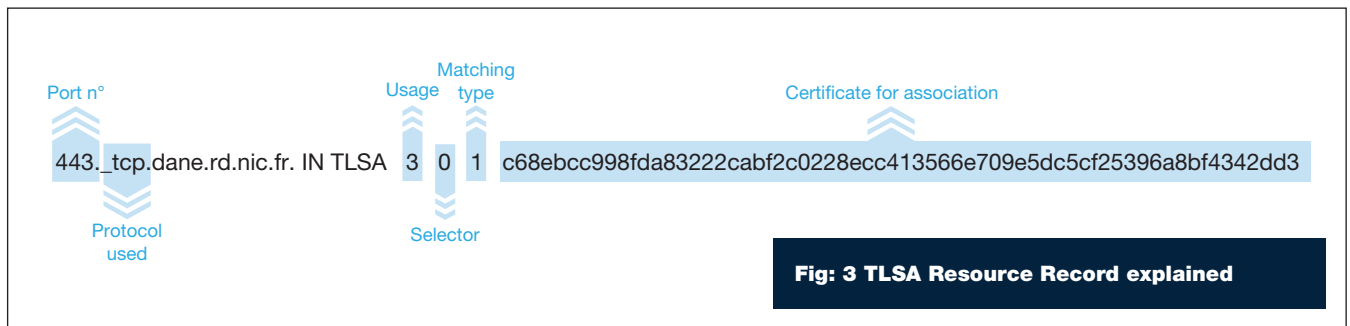 Port n°
Usage
Matching
type
Certificate for association
443._tcp.dane.rd.nic.fr. IN TLSA 3 0 1 c68ebcc998fda83222cabf2c0228ecc413566e709e5dc5cf25396a8bf4342dd3
Protocol
used
Selector
Fig: 3 TLSA Resource Record explained